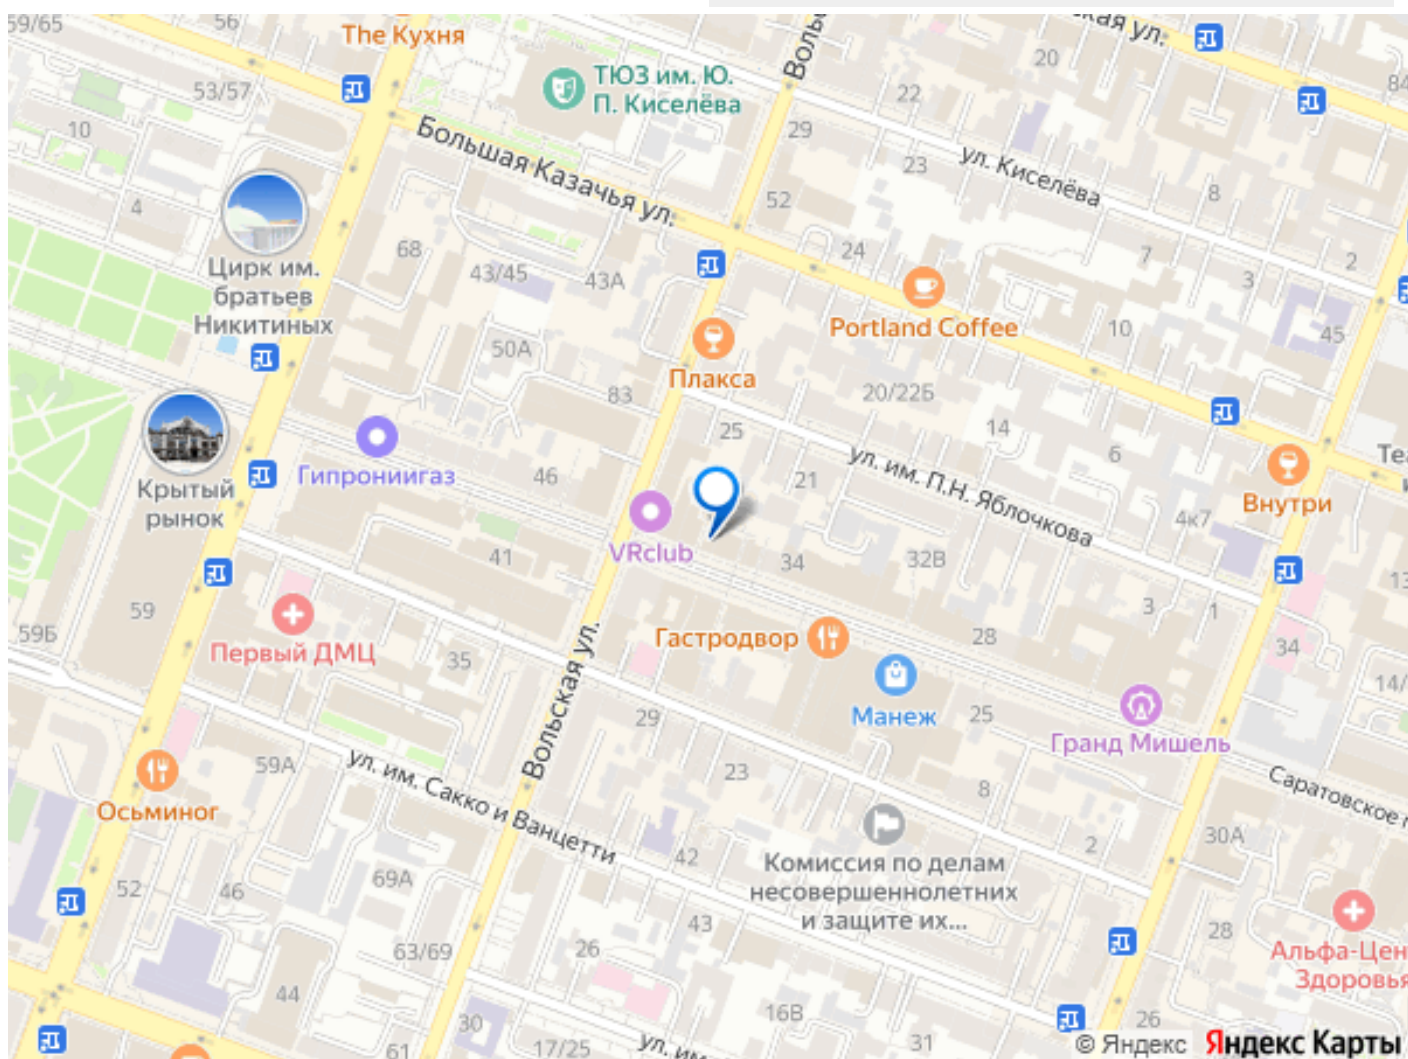 59/65
56
The Кухня
Воль
ская ул.
20
84
ТЮЗ им. Ю.
П. Киселёва
53/57
22
10
29
Большая Казачья ул.
23
ул. Киселёва
8
4
52
68
24
7
2
Цирк им.
братьев
Никитиных
43/45
43А
3
Portland Coffee
10
45
50А
Плакса
83
20/22Б
25
14
6
Теа
и
Гипрониигаз
46
21
ул. им. П.Н. Яблочкова
Внутри
Крытый
рынок
4к7
VRclub
41
34
32В
13
59
3
1
59Б
Гастродвор
28
34
Первый ДМЦ
35
14/
Вольская ул.
29
Манеж
25
Гранд Мишель
59А
ул. им. Сакко и Ванцетти
23
8
Саратовское п
Осьминог
2
30А
42
Комиссия по делам
несовершеннолетних
и защите их...
52
46
69А
43
28
63/69
26
Альфа-Цен
Здоровья
44
16В
26
30
61
17/25
ул. им.
31
© Яндекс Яндекс Карты